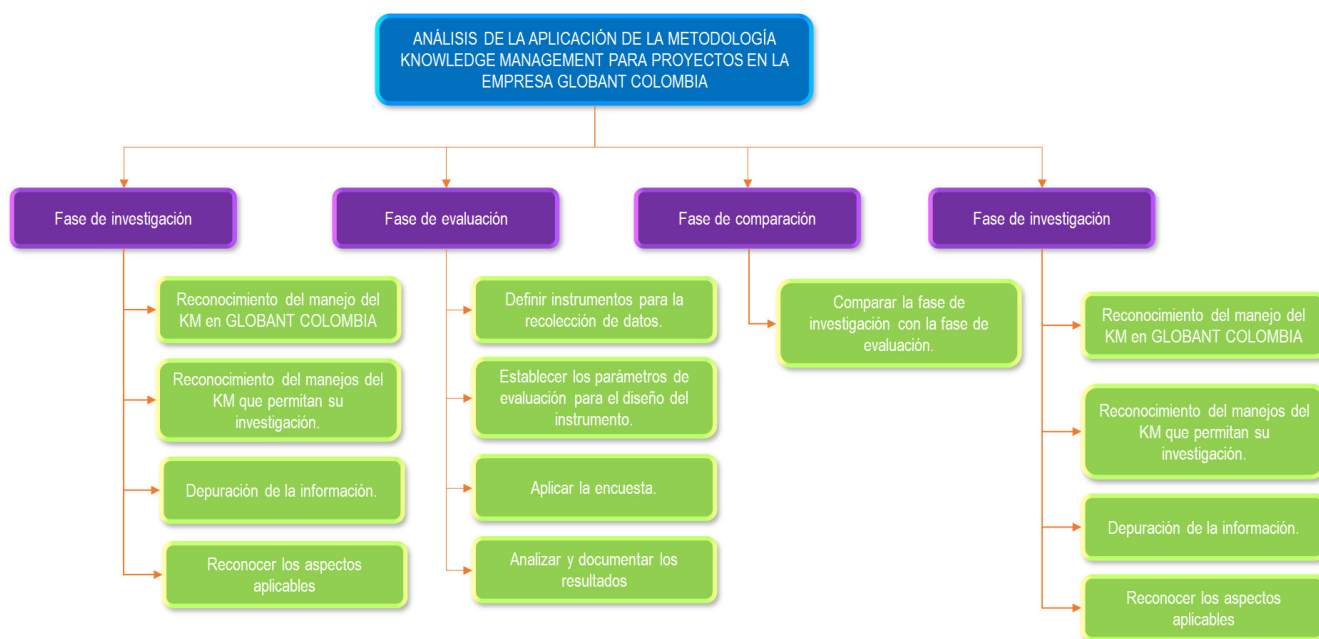 ANÁLISIS DE LA APLICACIÓN DE LA METODOLOGÍA
KNOWLEDGE MANAGEMENT PARA PROYECTOS EN LA
EMPRESA GLOBANT COLOMBIA
Fase de investigación
Reconocimiento del manejo del
KM en GLOBANT COLOMBIA
Reconocimiento del manejos del
KM que permitan su
investigación.
Depuración de la información.
Reconocer los aspectos
aplicables
Fase de evaluación
Definir instrumentos para la
recolección de datos.
Establecer los parámetros de
evaluación para el diseño del
instrumento.
Aplicar la encuesta.
Analizar y documentar los
resultados
Fase de comparación
Comparar la fase de
investigación con la fase de
evaluación.
Fase de investigación
Reconocimiento del manejo del
KM en GLOBANT COLOMBIA
Reconocimiento del manejos del
KM que permitan su
investigación.
Depuración de la información.
Reconocer los aspectos
aplicables